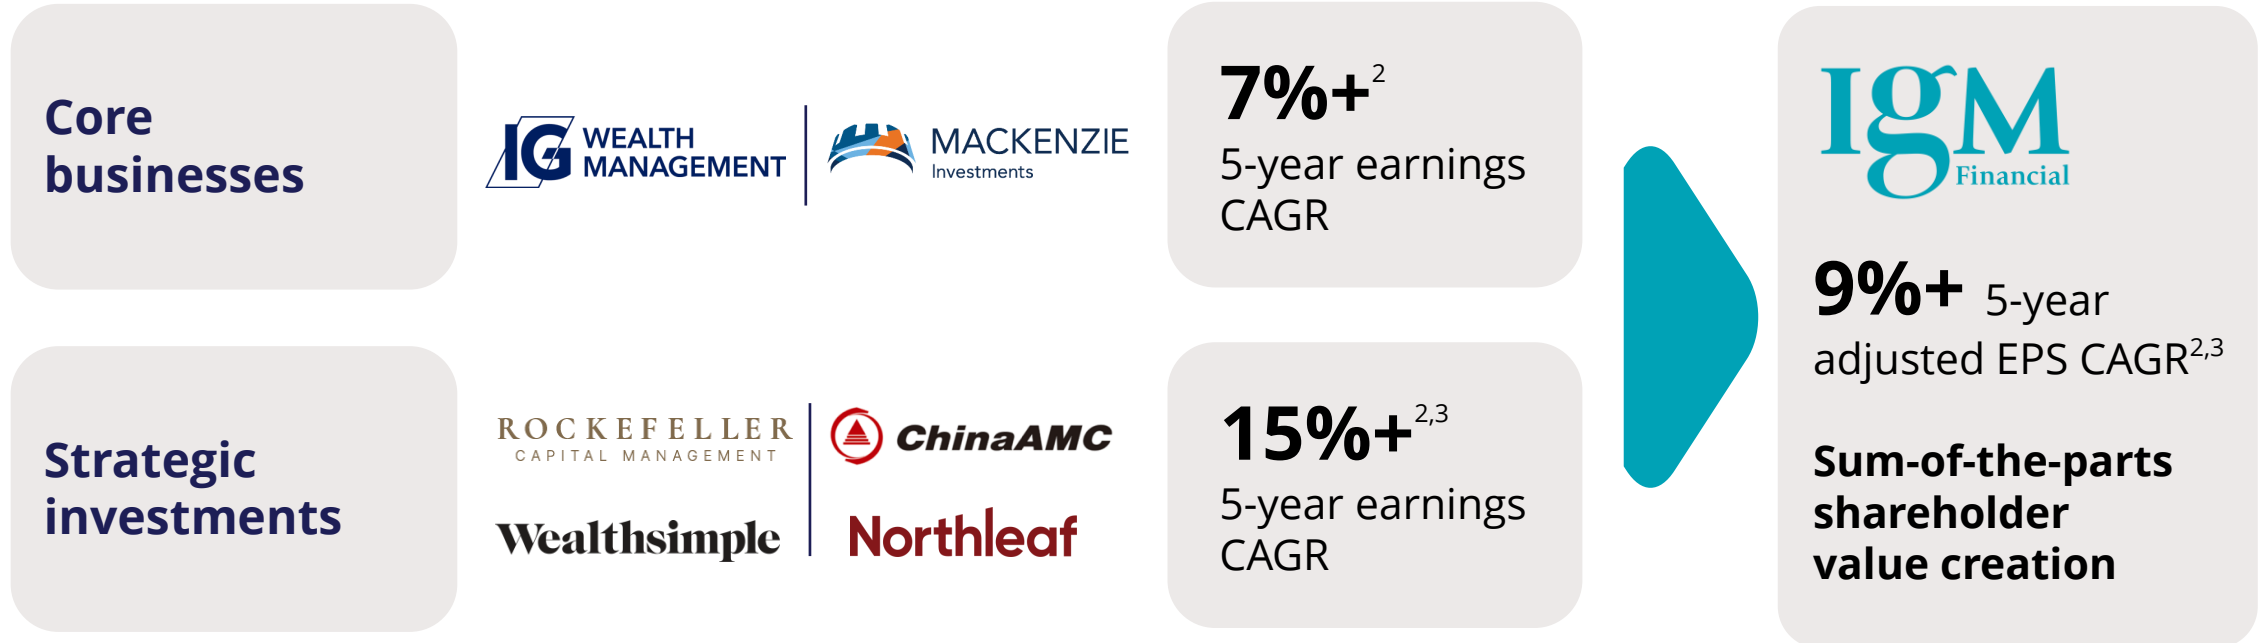 Core
businesses
IG WEALTH
MANAGEMENT
MACKENZIE
Investments
7%+2
5-year earnings
CAGR
Strategic
investments
ROCKEFELLER
CAPITAL MANAGEMENT
ChinaAMC
Wealthsimple
Northleaf
15%+2,3
5-year earnings
CAGR
IgM
Financial
9%+ 5-year
adjusted EPS CAGR2,3
Sum-of-the-parts
shareholder
value creation